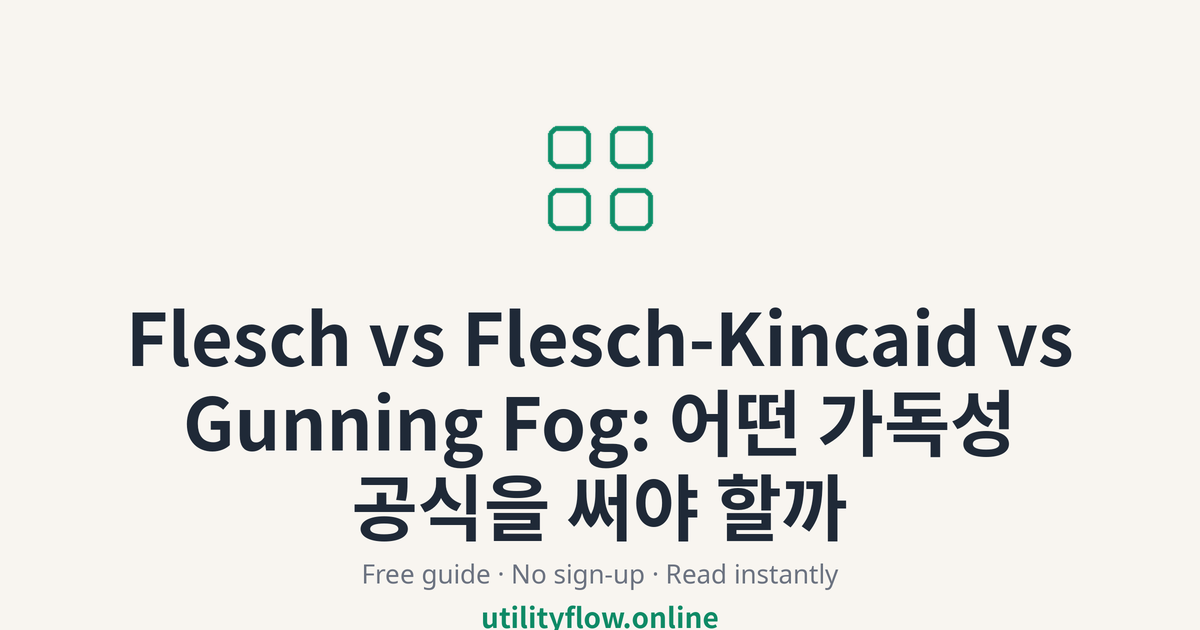 Flesch vs Flesch-Kincaid vs
Gunning Fog: 어떤 가독성
공식을 써야 할까
Free guide · No sign-up · Read instantly
utilityflow.online